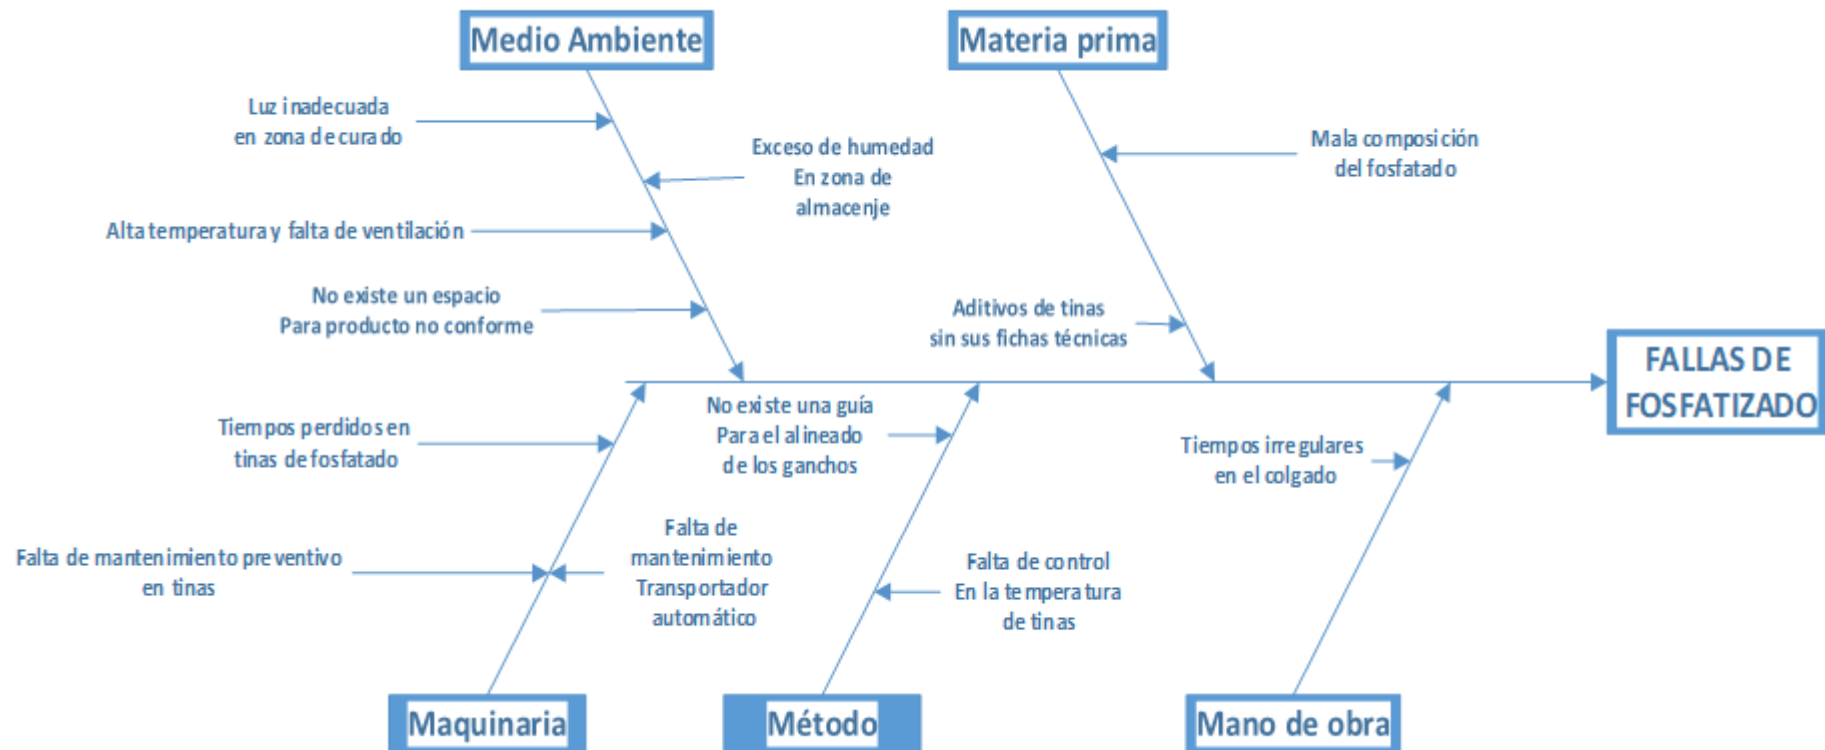 Medio Ambiente
Materia prima
Luz inadecuada
en zona de curado
Exceso de humedad
En zona de
almacenje
Mala composición
del fosfatado
Alta temperatura y falta de ventilación
No existe un espacio
Para producto no conforme
Aditivos de tinas
sin sus fichas técnicas
FALLAS DE
FOSFATIZADO
Tiempos perdidos en
tinas de fosfatado
No existe una guía
Para el alineado
de los ganchos
Tiempos irregulares
en el colgado
Falta de mantenimiento preventivo
en tinas
Falta de
mantenimiento
Transportador
automático
Falta de control
En la temperatura
de tinas
Maquinaria
Método
Mano de obra